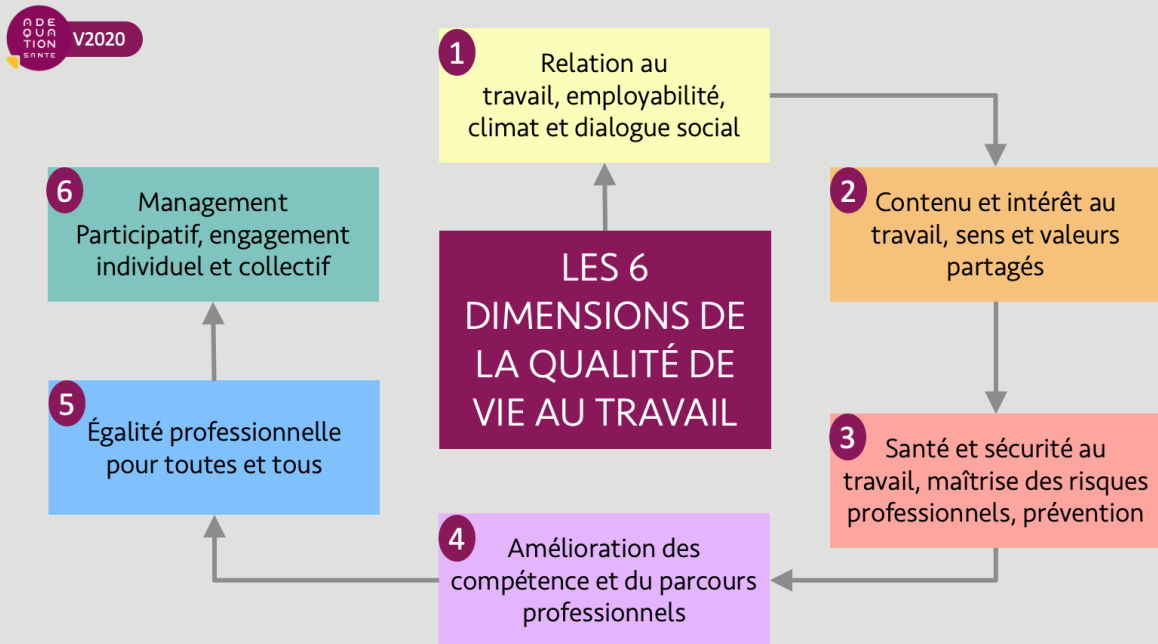 ADE
QUA
TION
SANTE
V2020
1
Relation au
travail, employabilité,
climat et dialogue social
2
Contenu et intérêt au
travail, sens et valeurs
partagés
3
Santé et sécurité au
travail, maîtrise des risques
professionnels, prévention
4
Amélioration des
compétence et du parcours
professionnels
5
Égalité professionnelle
pour toutes et tous
6
Management
Participatif, engagement
individuel et collectif
LES 6
DIMENSIONS DE
LA QUALITÉ DE
VIE AU TRAVAIL